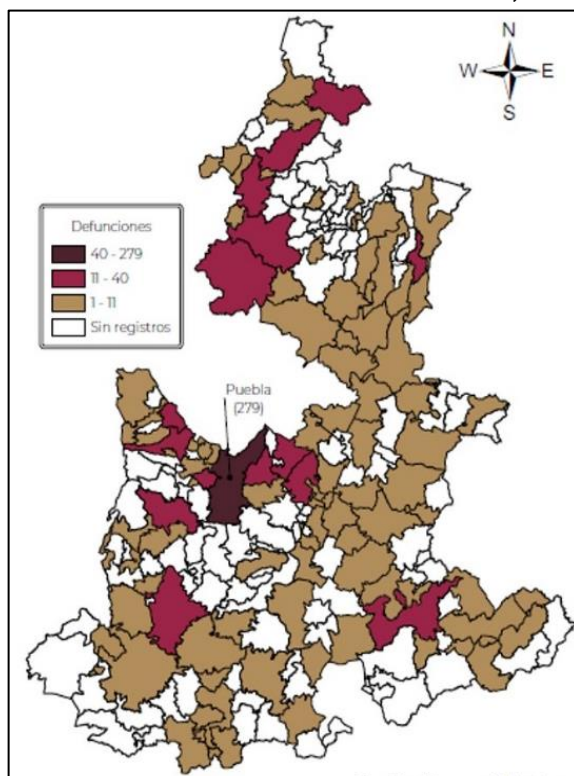 N
W E
S
Defunciones
40 - 279
11 - 40
1 - 11
Sin registros
Puebla
(279)